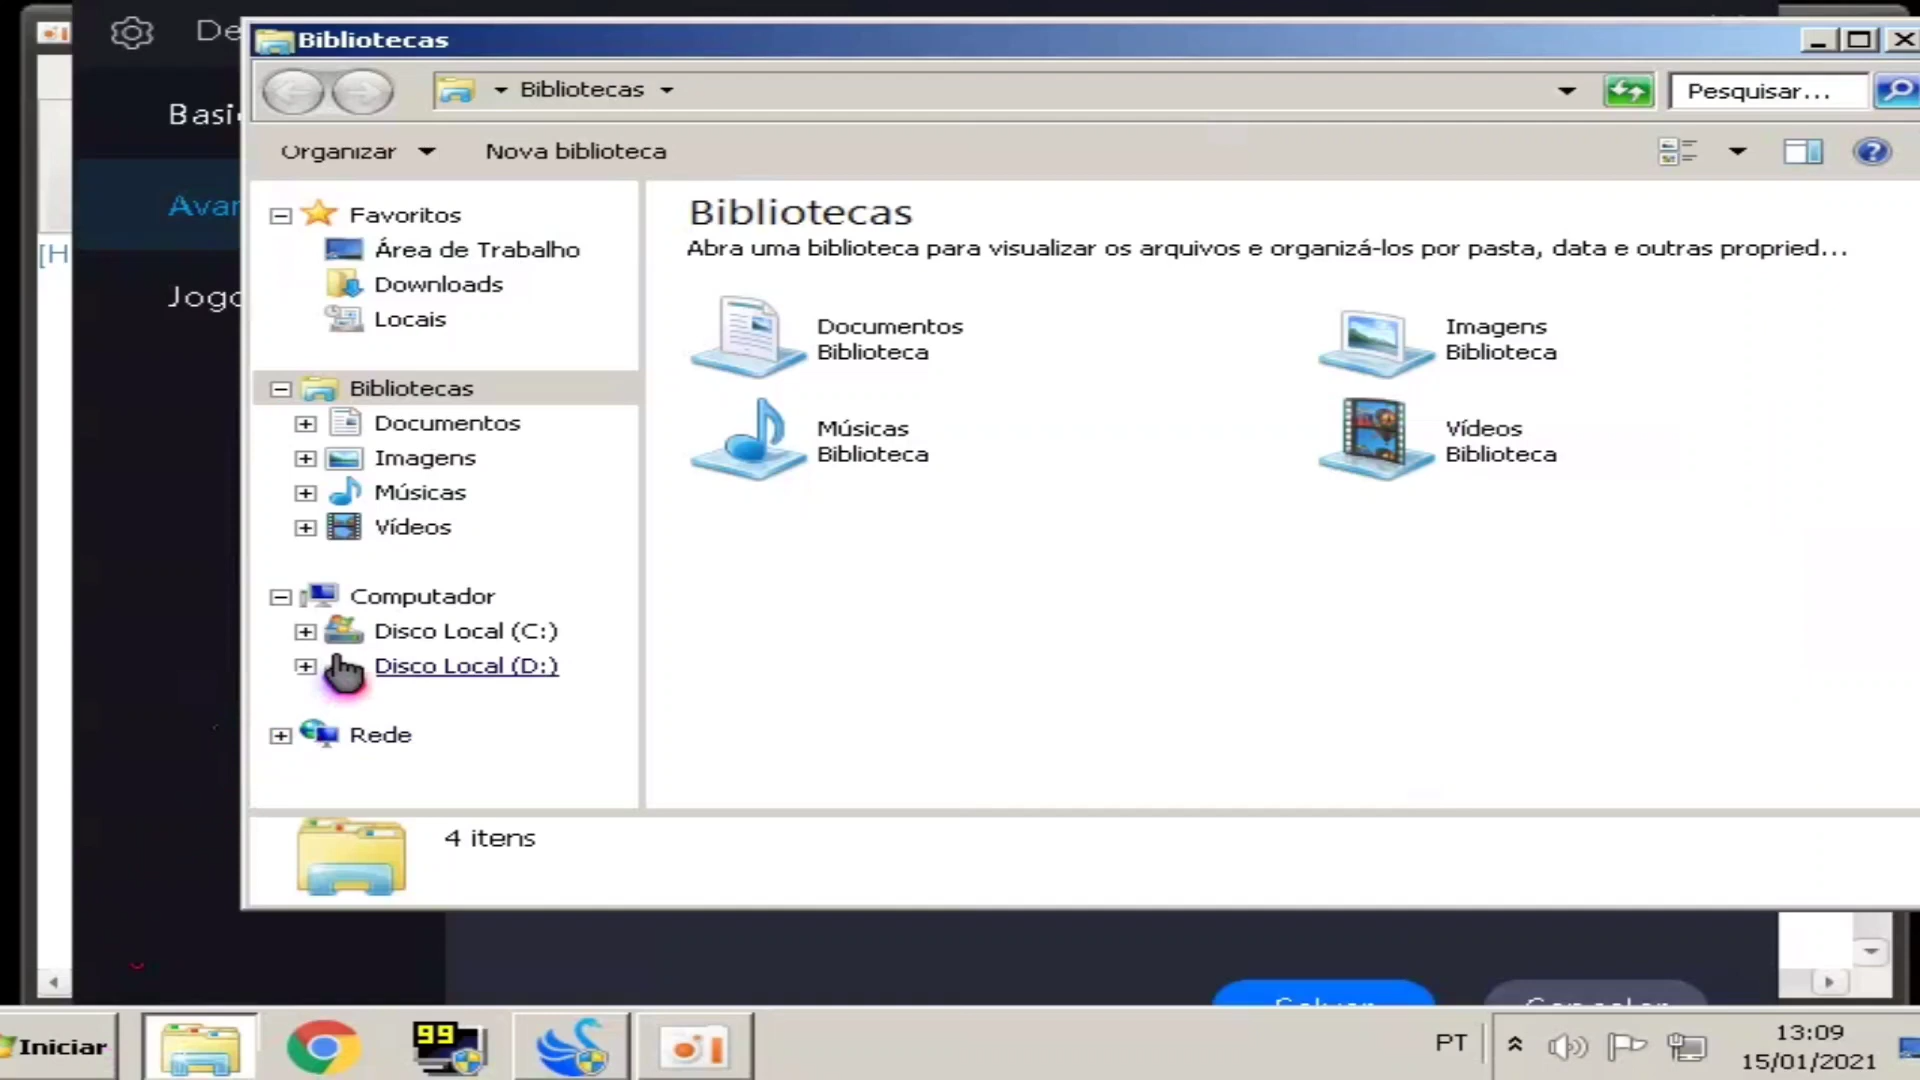 De
Bibliotecas
Basi
Bibliotecas
Pesquisar...
Organizar
Nova biblioteca
Avan
[H
Jogo
Favoritos
Área de Trabalho
Downloads
Locais
Bibliotecas
Documentos
Imagens
Músicas
Vídeos
Computador
Disco Local (C:)
Disco Local (D:)
Rede
Bibliotecas
Abra uma biblioteca para visualizar os arquivos e organizá-los por pasta, data e outras propried...
Documentos
Biblioteca
Imagens
Biblioteca
Músicas
Biblioteca
Vídeos
Biblioteca
4 itens
Salvar
Cancelar
Iniciar
99
PT
13:09
15/01/2021